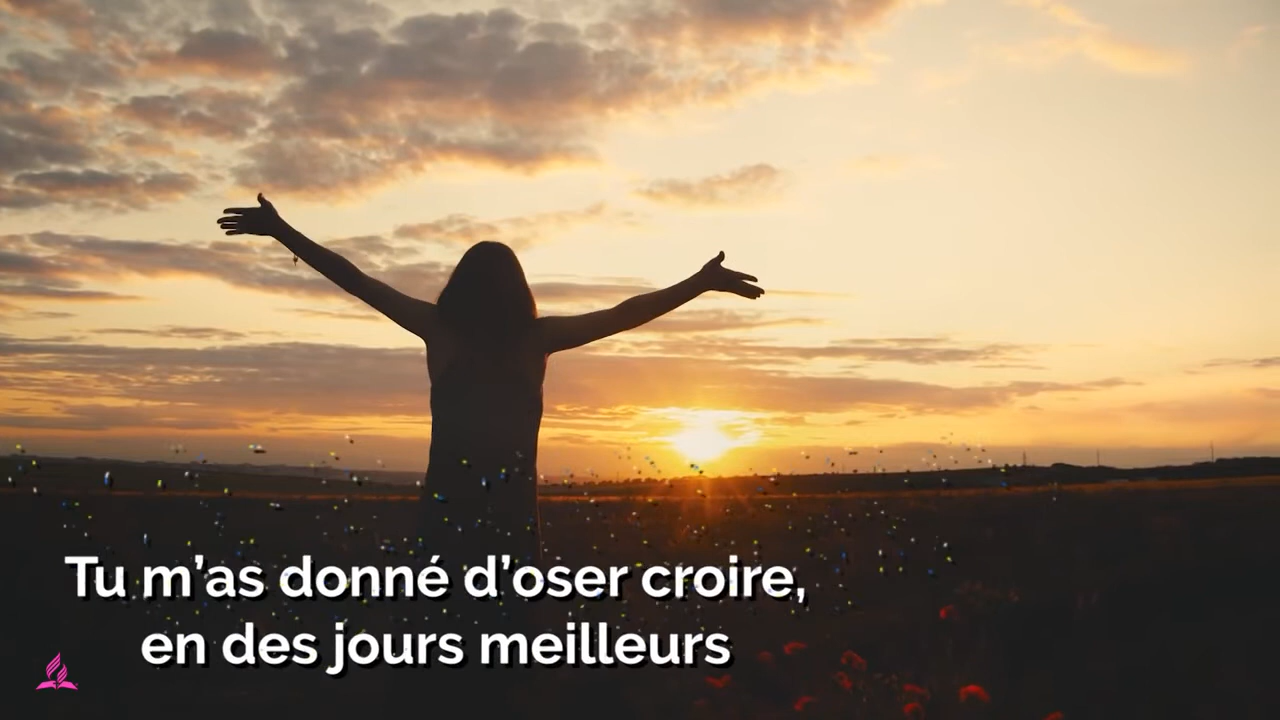 Tu m’as donné d’oser croire,
en des jours meilleurs